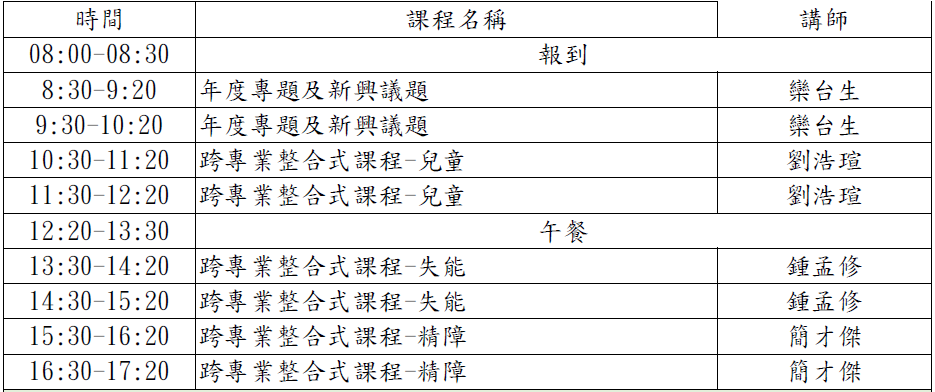 時間 課程名稱 講師
08:00-08:30 報到
8:30-9:20 年度專題及新興議題 欒台生
9:30-10:20 年度專題及新興議題 欒台生
10:30-11:20 跨專業整合式課程-兒童 劉浩瑄
11:30-12:20 跨專業整合式課程-兒童 劉浩瑄
12:20-13:30 午餐
13:30-14:20 跨專業整合式課程-失能 鍾孟修
14:30-15:20 跨專業整合式課程-失能 鍾孟修
15:30-16:20 跨專業整合式課程-精障 簡才傑
16:30-17:20 跨專業整合式課程-精障 簡才傑